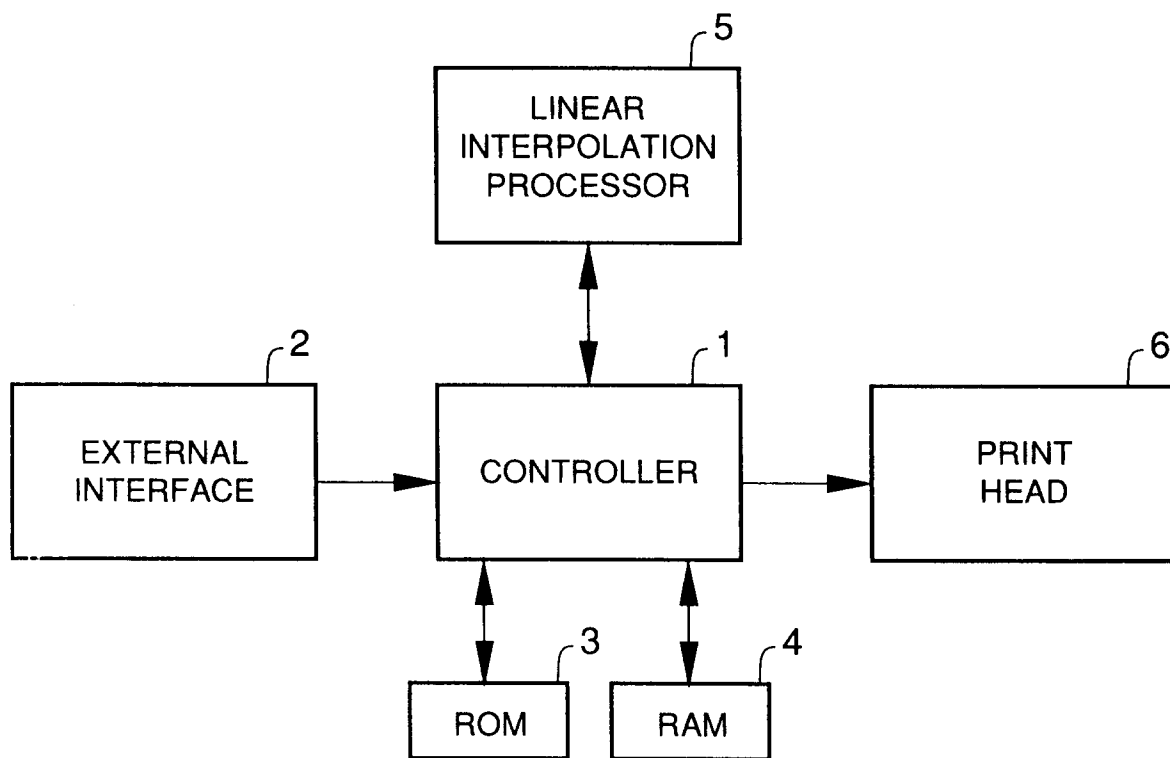 5
LINEAR
INTERPOLATION
PROCESSOR
2
EXTERNAL
INTERFACE
1
CONTROLLER
6
PRINT
HEAD
3
ROM
4
RAM